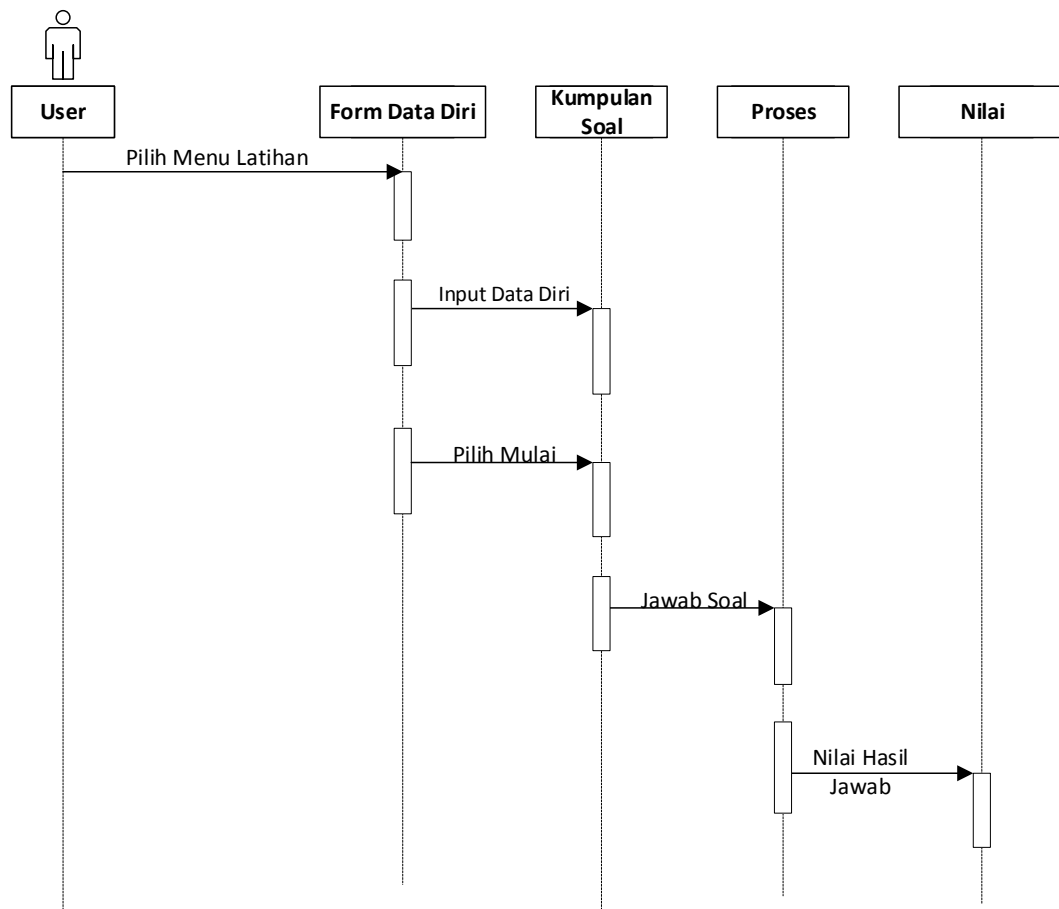 User
Form Data Diri
Kumpulan
Soal
Proses
Nilai
Pilih Menu Latihan
Input Data Diri
Pilih Mulai
Jawab Soal
Nilai Hasil
Jawab